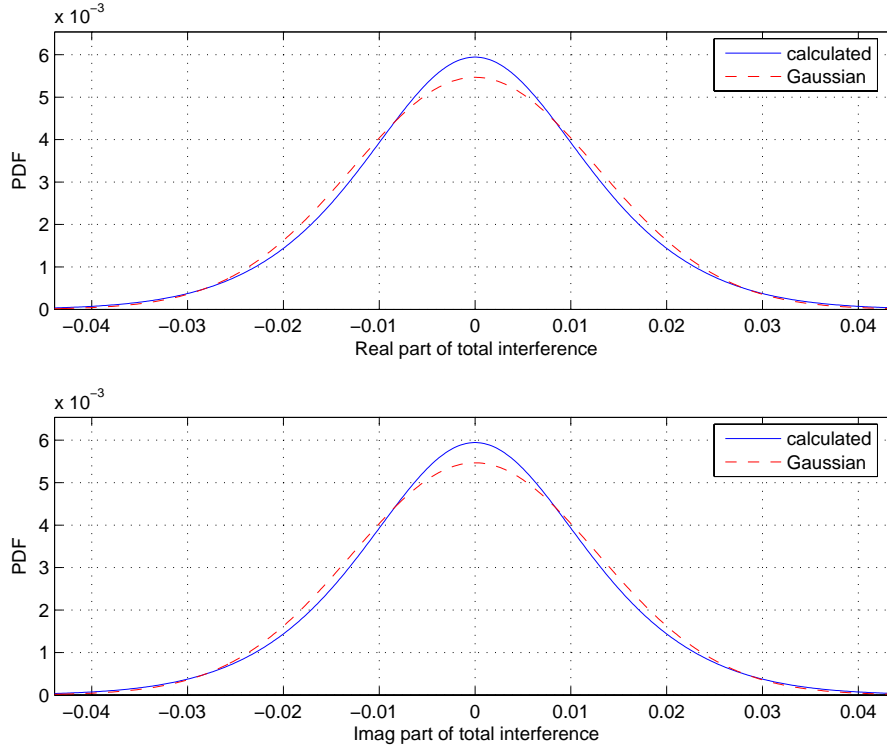 x 10⁻³
6
5
4
3
2
1
0
PDF
calculated
Gaussian
−0.04 −0.03 −0.02 −0.01 0 0.01 0.02 0.03 0.04
Real part of total interference
x 10⁻³
6
5
4
3
2
1
0
PDF
calculated
Gaussian
−0.04 −0.03 −0.02 −0.01 0 0.01 0.02 0.03 0.04
Imag part of total interference